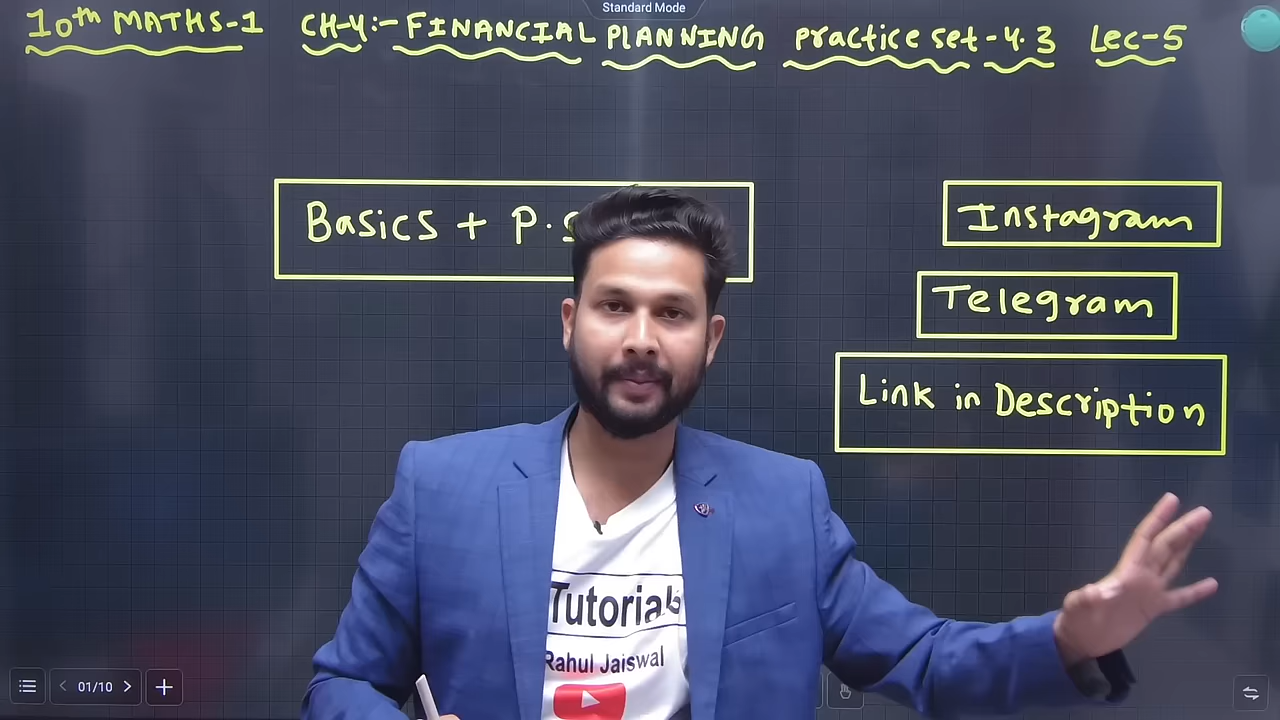 Standard Mode
10th MATHS-1 CH-4:- FINANCIAL PLANNING Practice set - 4.3 Lec-5
Basics + P.S
Instagram
Telegram
Link in Description
Tutorials
Rahul Jaiswal
01/10